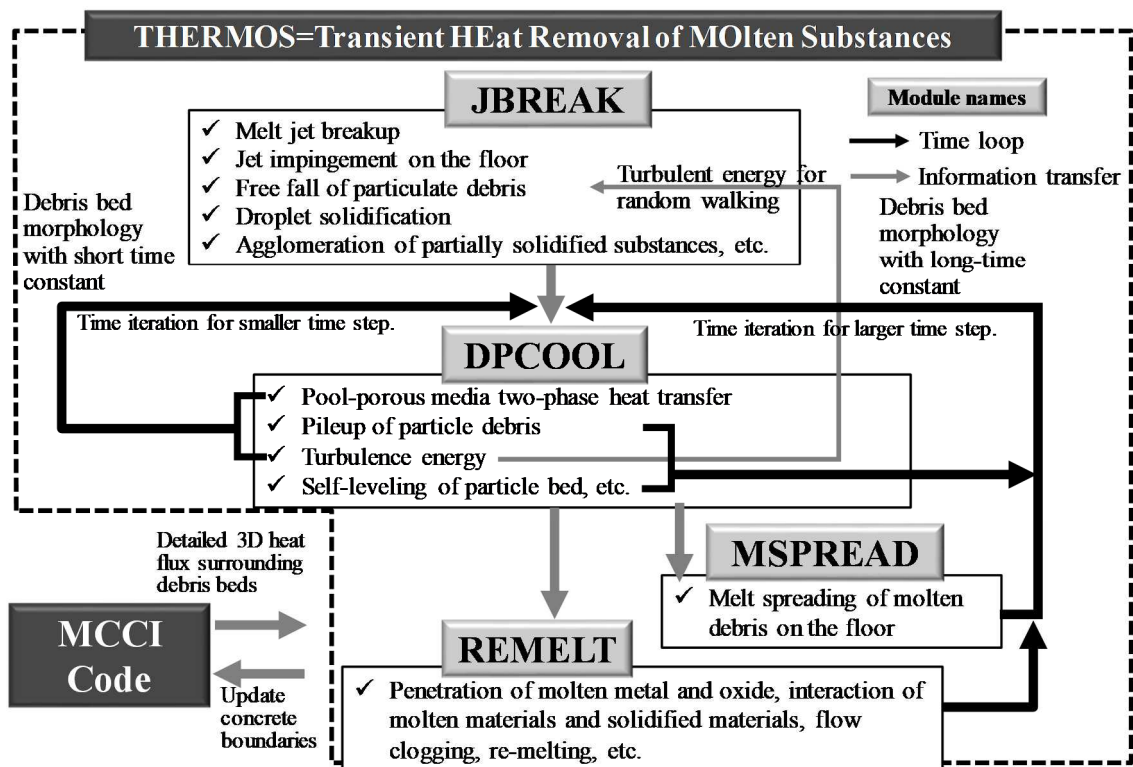 THERMOS=Transient HEat Removal of MOlten Substances
JBREAK
✓ Melt jet breakup
✓ Jet impingement on the floor
✓ Free fall of particulate debris
✓ Droplet solidification
✓ Agglomeration of partially solidified substances, etc.
Turbulent energy for
random walking
Module names
Time loop
Information transfer
Debris bed
morphology
with short time
constant
Debris bed
morphology
with long-time
constant
Time iteration for smaller time step.
Time iteration for larger time step.
DPCOOL
✓ Pool-porous media two-phase heat transfer
✓ Pileup of particle debris
✓ Turbulence energy
✓ Self-leveling of particle bed, etc.
MSPREAD
✓ Melt spreading of molten
debris on the floor
Detailed 3D heat
flux surrounding
debris beds
MCCI
Code
Update
concrete
boundaries
REMELT
✓ Penetration of molten metal and oxide, interaction of
molten materials and solidified materials, flow
clogging, re-melting, etc.